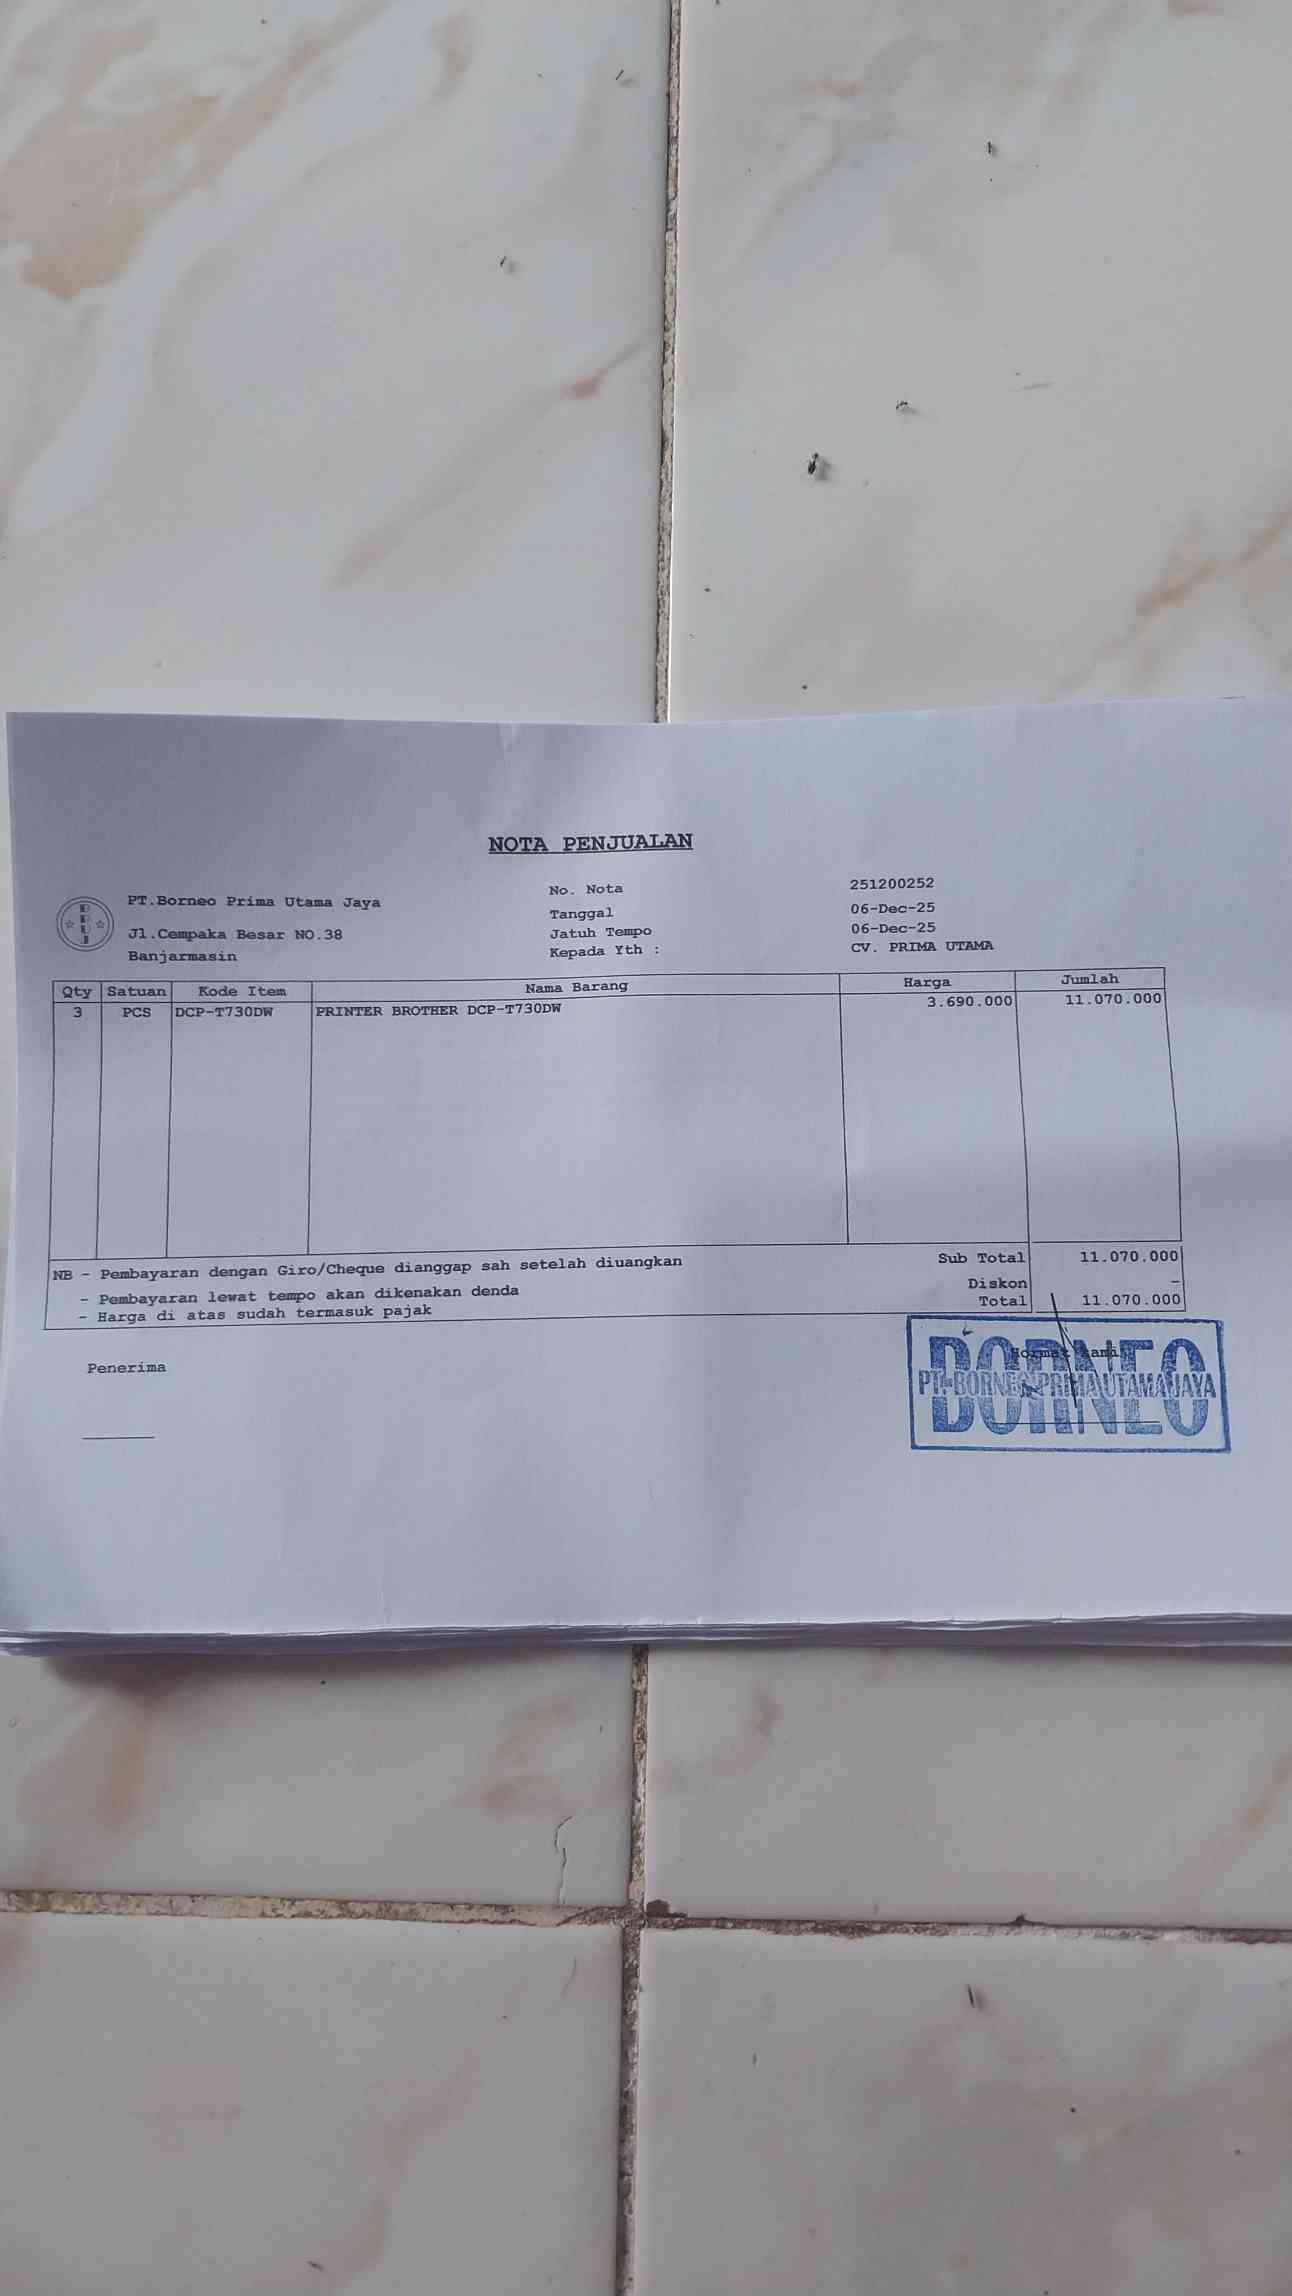 NOTA PENJUALAN
PT.Borneo Prima Utama Jaya
Jl.Cempaka Besar NO.38
Banjarmasin
No. Nota 251200252
Tanggal 06-Dec-25
Jatuh Tempo 06-Dec-25
Kepada Yth : CV. PRIMA UTAMA
B P U J
Qty Satuan Kode Item Nama Barang Harga Jumlah
3 PCS DCP-T730DW PRINTER BROTHER DCP-T730DW 3.690.000 11.070.000
NB - Pembayaran dengan Giro/Cheque dianggap sah setelah diuangkan
- Pembayaran lewat tempo akan dikenakan denda
- Harga di atas sudah termasuk pajak
Sub Total 11.070.000
Diskon -
Total 11.070.000
Penerima
Hormat kami
BORNEO
PT. BORNEO PRIMA UTAMA JAYA